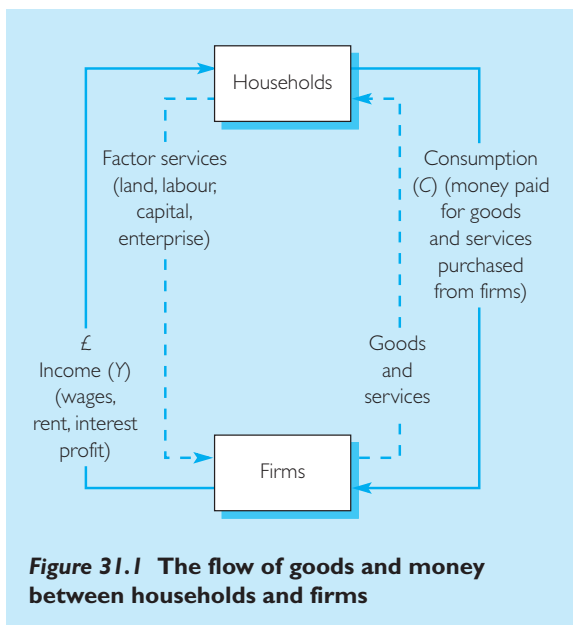 Households
Factor services
(land, labour,
capital,
enterprise)
Consumption
(C) (money paid
for goods
and services
purchased
from firms)
£
Income (Y)
(wages,
rent, interest
profit)
Goods
and
services
Firms
Figure 31.1 The flow of goods and money
between households and firms